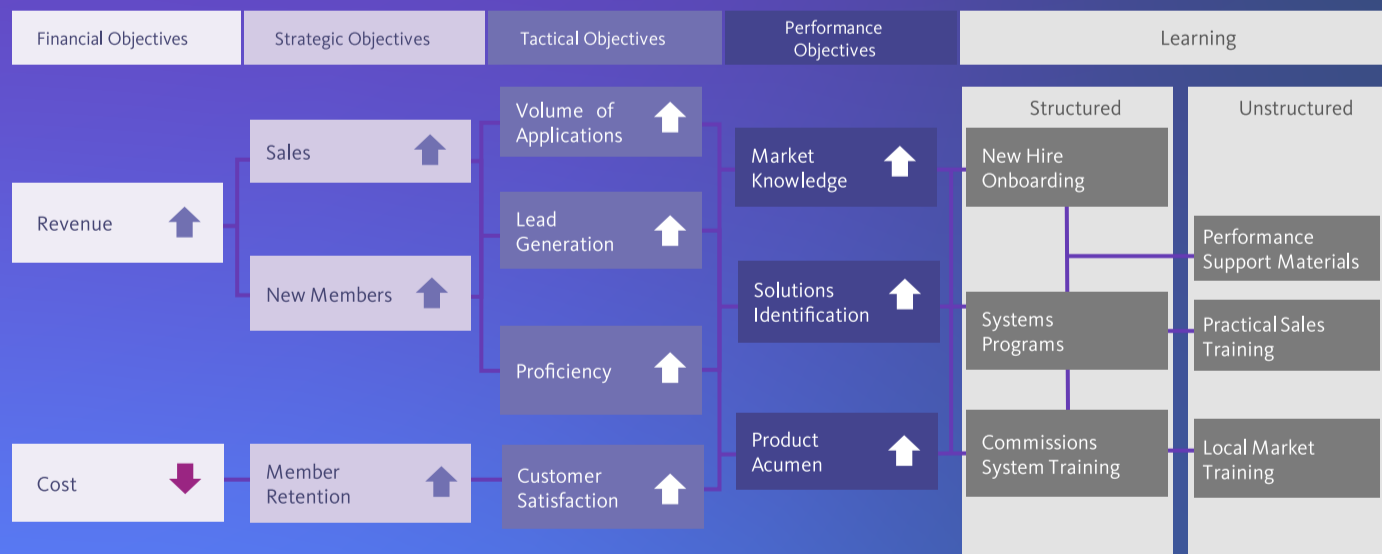 Financial Objectives
Strategic Objectives
Tactical Objectives
Performance
Objectives
Learning
Structured
Unstructured
Revenue
Cost
Sales
New Members
Member
Retention
Volume of
Applications
Lead
Generation
Proficiency
Customer
Satisfaction
Market
Knowledge
Solutions
Identification
Product
Acumen
New Hire
Onboarding
Systems
Programs
Commissions
System Training
Performance
Support Materials
Practical Sales
Training
Local Market
Training